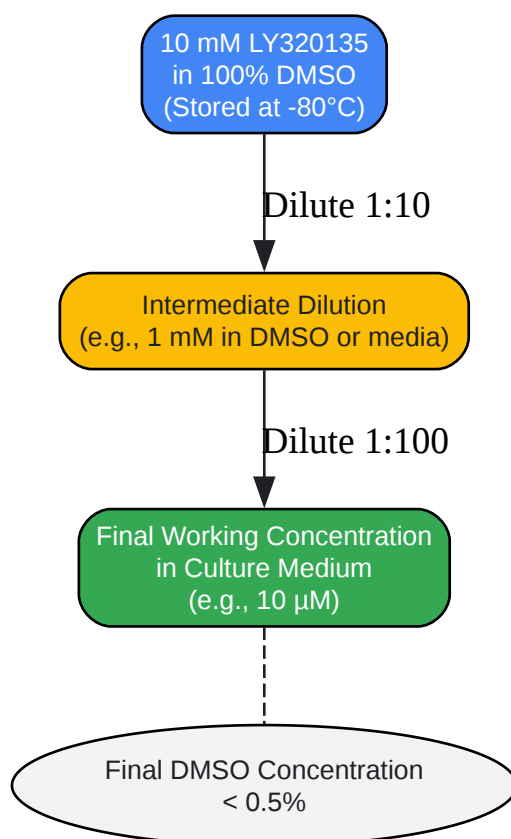 10 mM LY320135
in 100% DMSO
(Stored at -80°C)
Dilute 1:10
Intermediate Dilution
(e.g., 1 mM in DMSO or media)
Dilute 1:100
Final Working Concentration
in Culture Medium
(e.g., 10 µM)
Final DMSO Concentration
< 0.5%